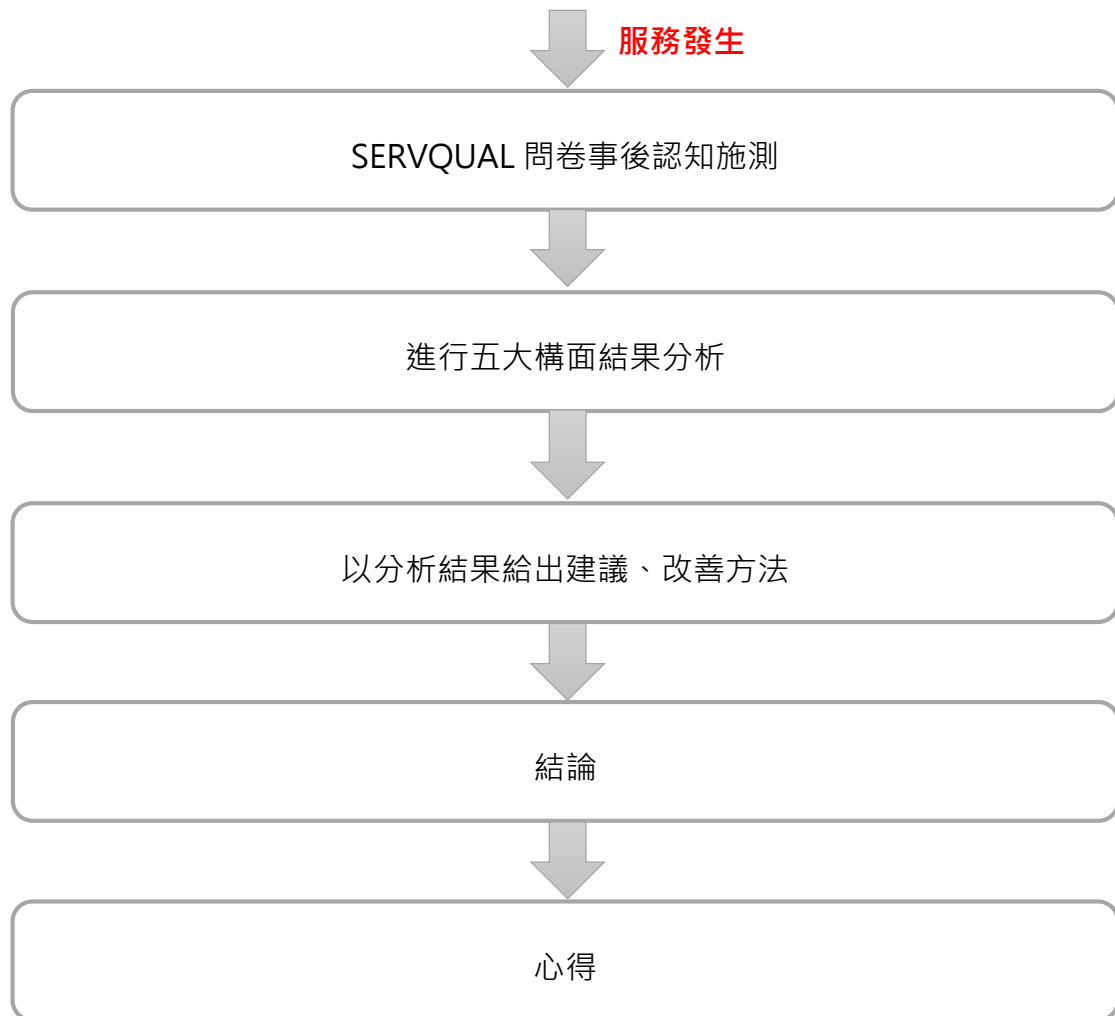 服務發生
SERVQUAL 問卷事後認知施測
進行五大構面結果分析
以分析結果給出建議、改善方法
結論
心得